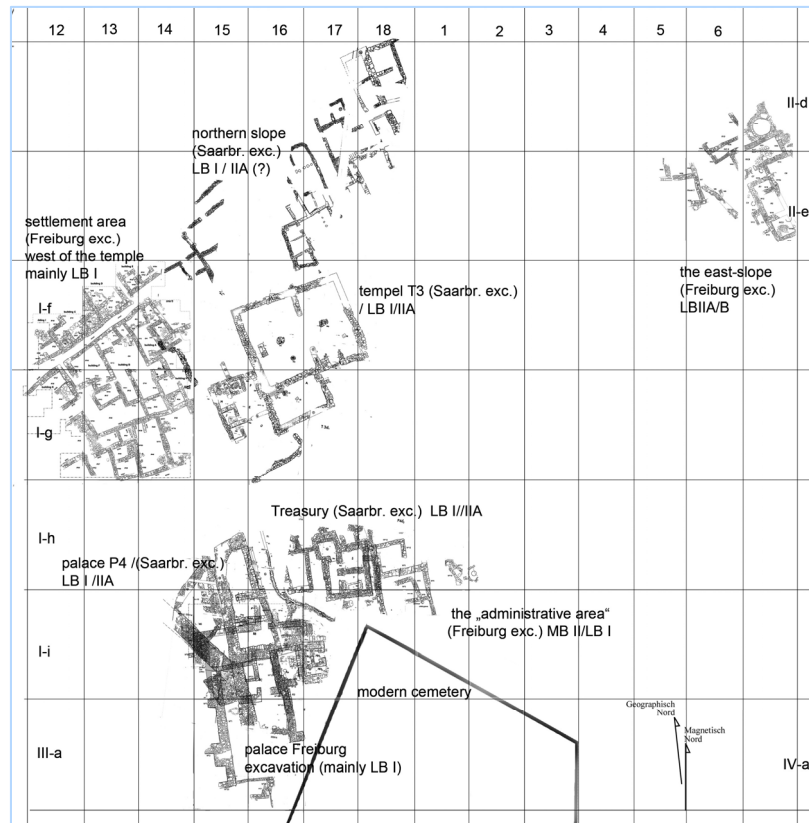 12 13 14 15 16 17 18 1 2 3 4 5 6
II-d
northern slope
(Saarbr. exc.)
LB I / IIA (?)
II-e
settlement area
(Freiburg exc.)
west of the temple
mainly LB I
the east-slope
(Freiburg exc.)
LBIIA/B
I-f
tempel T3 (Saarbr. exc.)
/ LB I/IIA
I-g
Treasury (Saarbr. exc.) LB I//IIA
I-h
palace P4 /(Saarbr. exc.)
LB I /IIA
the „administrative area“
(Freiburg exc.) MB II/LB I
I-i
modern cemetery
Geographisch
Nord
Magnetisch
Nord
III-a
palace Freiburg
excavation (mainly LB I)
IV-a